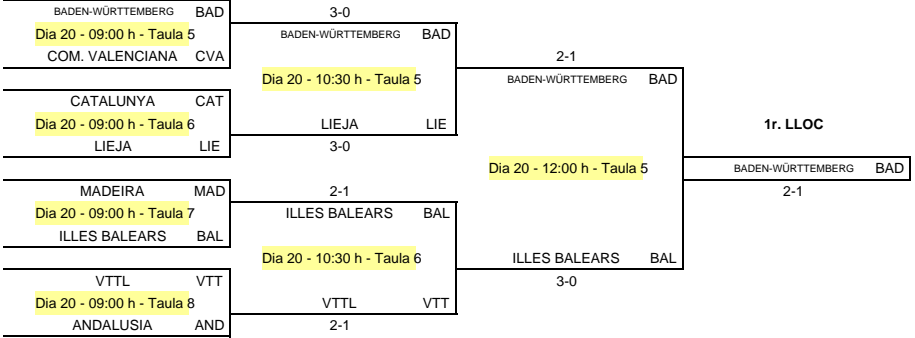 BADEN-WÜRTTEMBERG BAD
Dia 20 - 09:00 h - Taula 5
COM. VALENCIANA CVA
3-0
BADEN-WÜRTTEMBERG BAD
Dia 20 - 10:30 h - Taula 5
CATALUNYA CAT
Dia 20 - 09:00 h - Taula 6
LIEJA LIE
LIEJA LIE
3-0
2-1
BADEN-WÜRTTEMBERG BAD
Dia 20 - 12:00 h - Taula 5
1r. LLOC
BADEN-WÜRTTEMBERG BAD
2-1
MADEIRA MAD
Dia 20 - 09:00 h - Taula 7
ILLES BALEARS BAL
2-1
ILLES BALEARS BAL
Dia 20 - 10:30 h - Taula 6
ILLES BALEARS BAL
3-0
VTTL VTT
Dia 20 - 09:00 h - Taula 8
ANDALUSIA AND
VTTL VTT
2-1